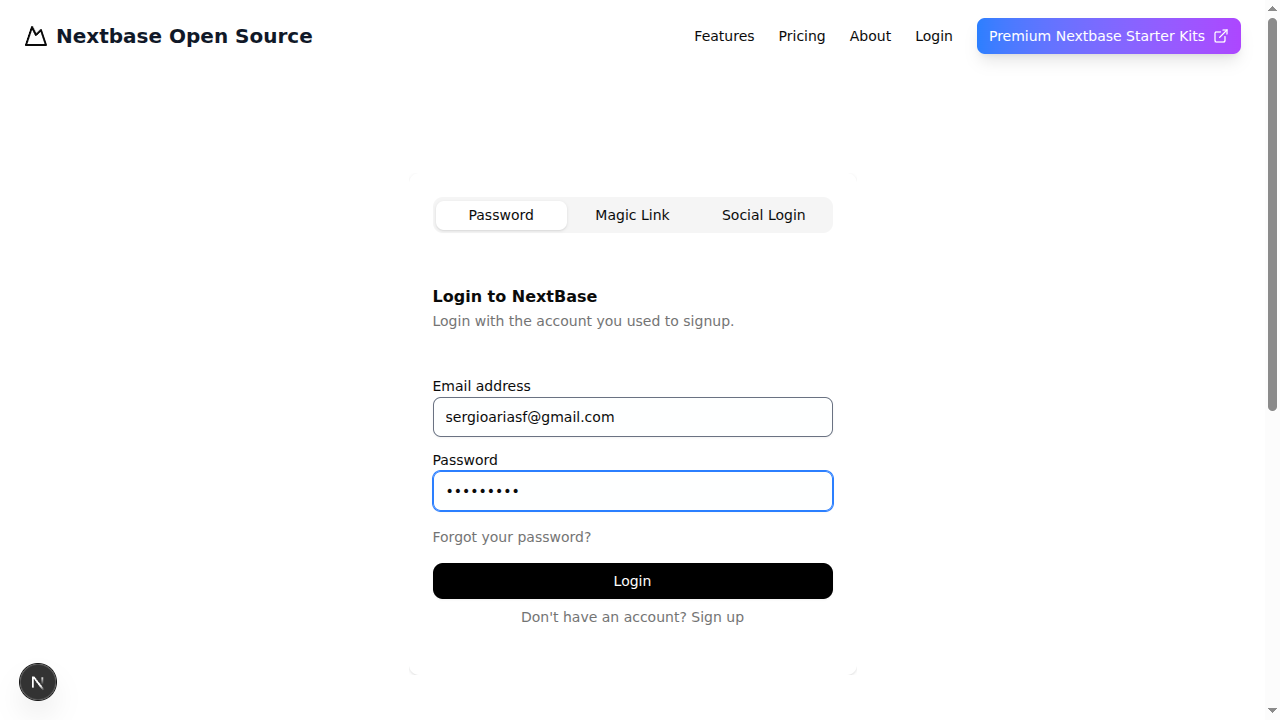 Nextbase Open Source
Features
Pricing
About
Login
Premium Nextbase Starter Kits
Password
Magic Link
Social Login
Login to NextBase
Login with the account you used to signup.
Email address
sergioariasf@gmail.com
Password
•••••••••
Forgot your password?
Login
Don't have an account? Sign up
N